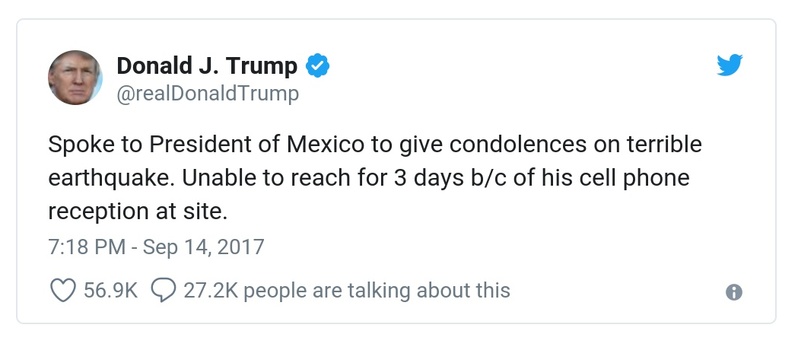 Donald J. Trump
@realDonaldTrump
Spoke to President of Mexico to give condolences on terrible
earthquake. Unable to reach for 3 days b/c of his cell phone
reception at site.
7:18 PM - Sep 14, 2017
56.9K 27.2K people are talking about this